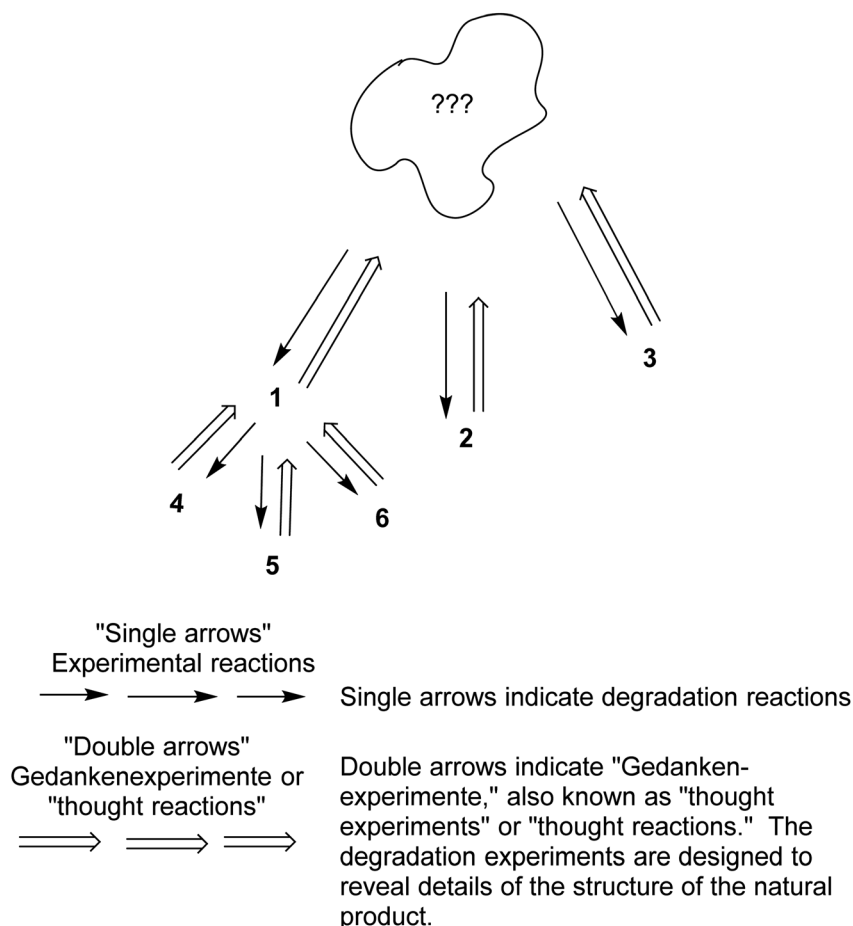 ???
1
2
3
4
5
6
"Single arrows"
Experimental reactions
Single arrows indicate degradation reactions
"Double arrows"
Gedankenexperimente or
"thought reactions"
Double arrows indicate "Gedanken-
experimente," also known as "thought
experiments" or "thought reactions." The
degradation experiments are designed to
reveal details of the structure of the natural
product.